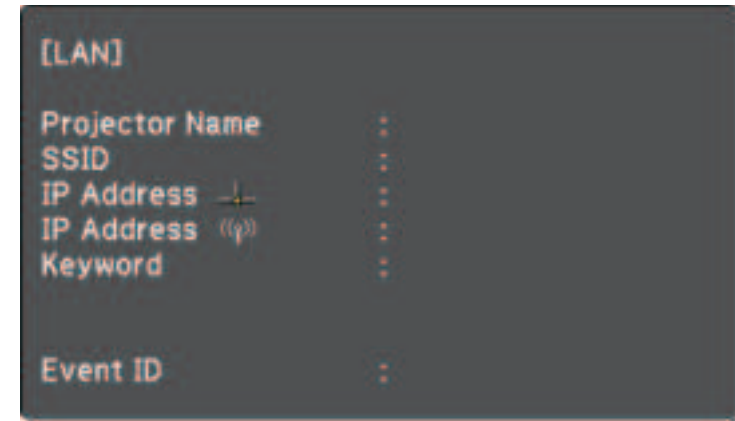 [LAN]
Projector Name :
SSID :
IP Address :
IP Address :
Keyword :
Event ID :